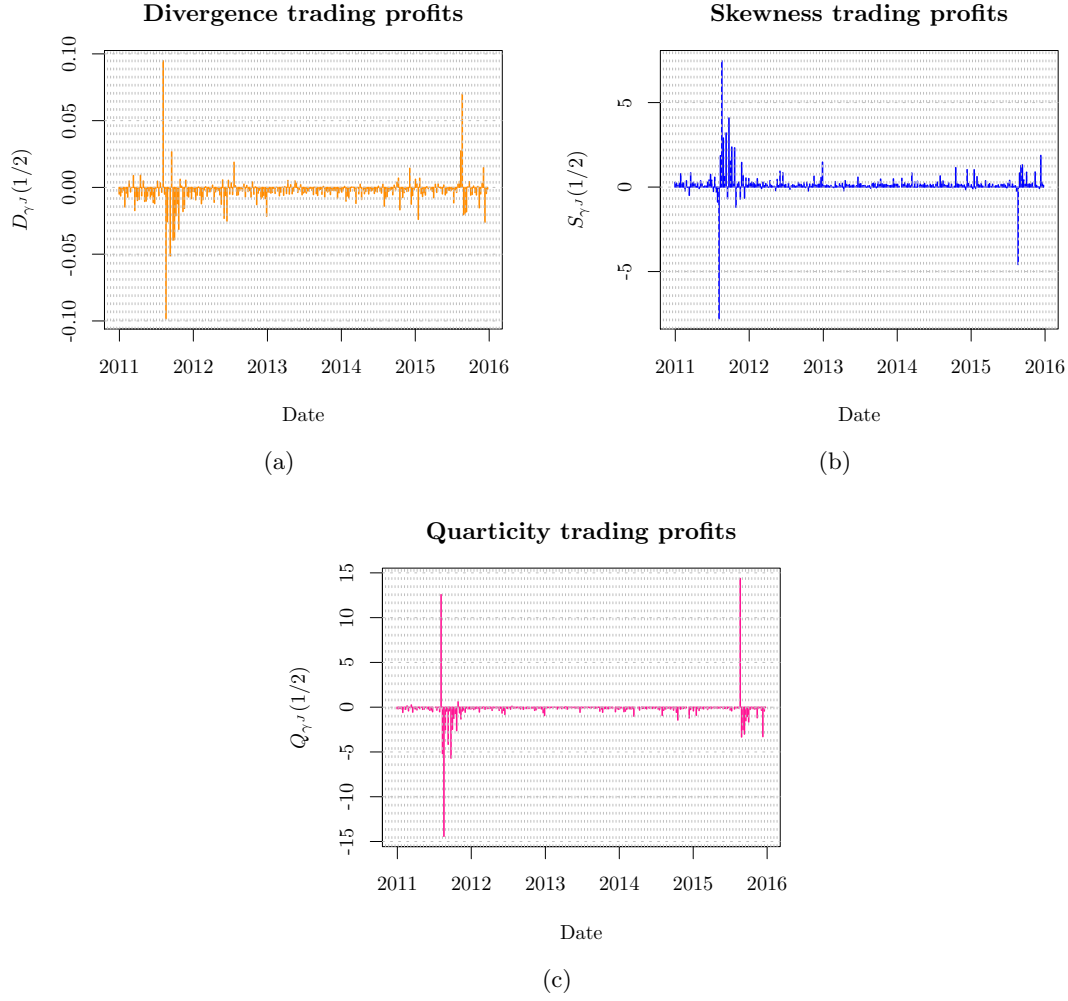 Divergence trading profits
0.10
0.05
0.00
-0.05
-0.10
D_{γ^J}(1/2)
2011 2012 2013 2014 2015 2016
Date
(a)
Skewness trading profits
5
0
-5
S_{γ^J}(1/2)
2011 2012 2013 2014 2015 2016
Date
(b)
Quarticity trading profits
15
10
5
0
-5
-10
-15
Q_{γ^J}(1/2)
2011 2012 2013 2014 2015 2016
Date
(c)